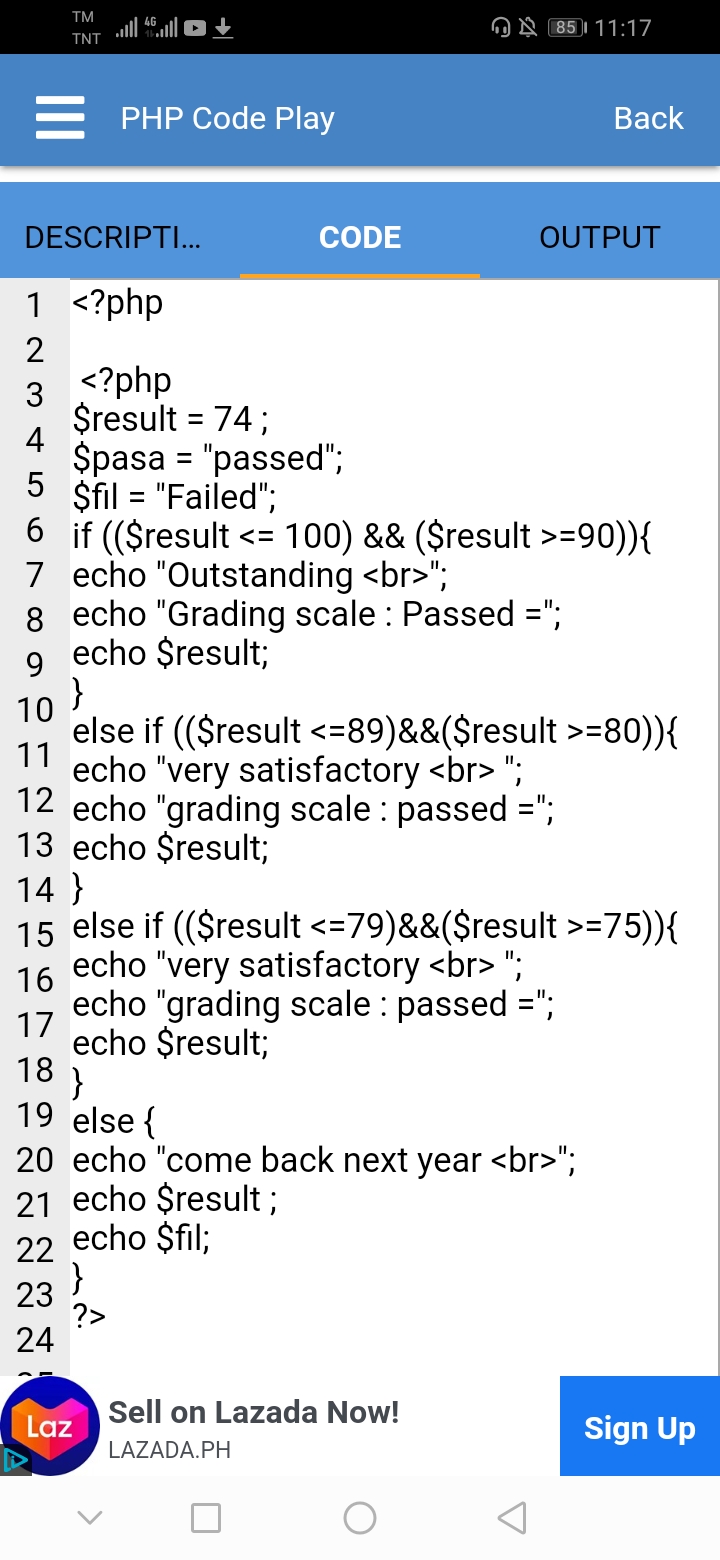 TM
TNT
4G
85 11:17
PHP Code Play
Back
DESCRIPTI...
CODE
OUTPUT
1 <?php
2
3 <?php
4 $result = 74 ;
5 $pasa = "passed";
6 $fil = "Failed";
7 if (($result <= 100) && ($result >=90)){
8 echo "Outstanding <br>";
9 echo "Grading scale : Passed =";
10 echo $result;
11 }
12 else if (($result <=89)&&($result >=80)){
13 echo "very satisfactory <br> ";
14 echo "grading scale : passed =";
15 echo $result;
16 }
17 else if (($result <=79)&&($result >=75)){
18 echo "very satisfactory <br> ";
19 echo "grading scale : passed =";
20 echo $result;
21 }
22 else {
23 echo "come back next year <br>";
24 echo $result ;
echo $fil;
}
?>
Laz
Sell on Lazada Now!
LAZADA.PH
Sign Up